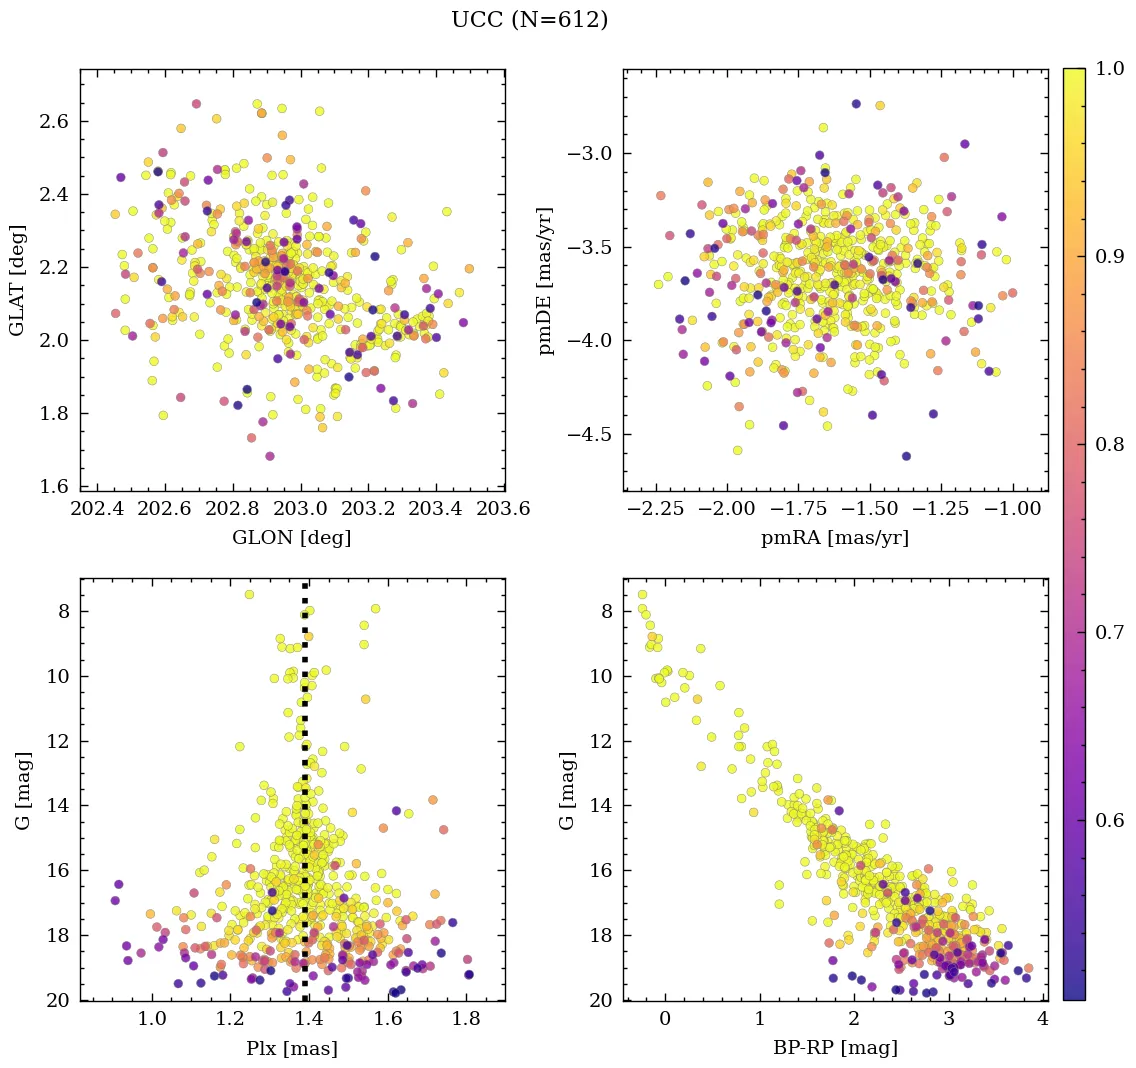 UCC (N=612)
2.6
2.4
2.2
2.0
1.8
1.6
GLAT [deg]
202.4 202.6 202.8 203.0 203.2 203.4 203.6
GLON [deg]
−3.0
−3.5
−4.0
−4.5
pmDE [mas/yr]
−2.25 −2.00 −1.75 −1.50 −1.25 −1.00
pmRA [mas/yr]
1.0
0.9
0.8
0.7
0.6
8
10
12
14
16
18
20
G [mag]
1.0 1.2 1.4 1.6 1.8
Plx [mas]
8
10
12
14
16
18
20
G [mag]
0 1 2 3 4
BP-RP [mag]